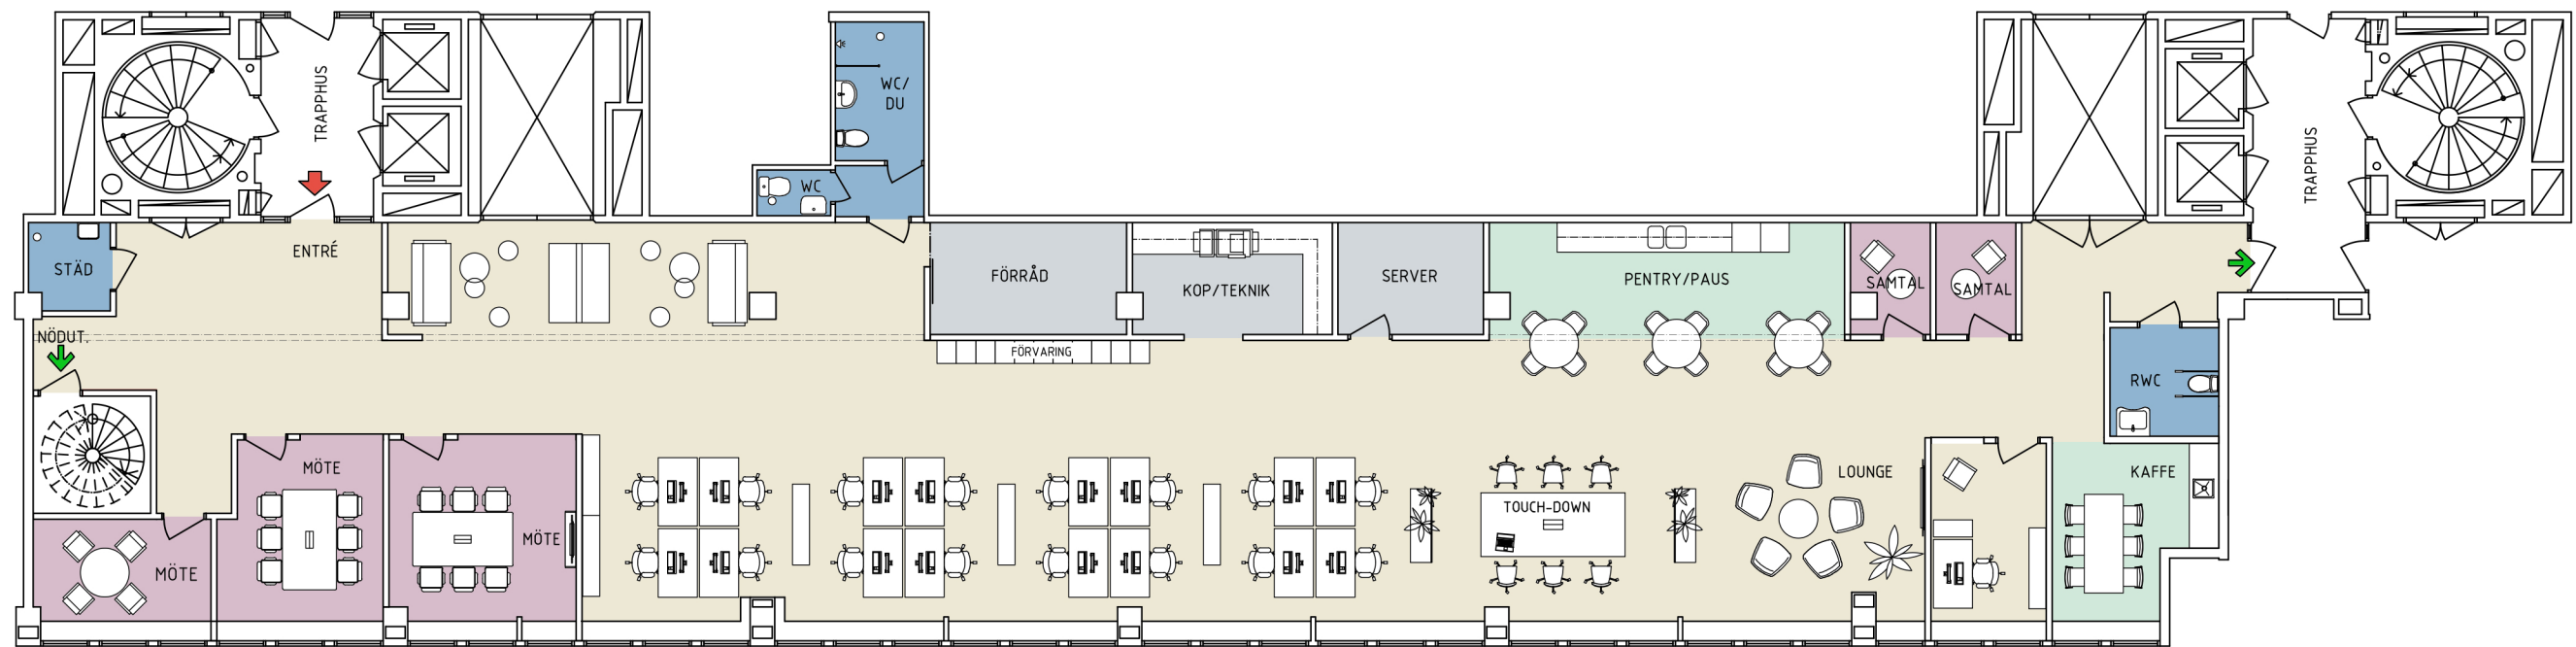 TRAPPHUS
WC/
DU
WC
TRAPPHUS
ENTRÉ
STÄD
FÖRRÅD
KOP/TEKNIK
SERVER
PENTRY/PAUS
SAMTAL
SAMTAL
NÖDUT.
FÖRVARING
RWC
MÖTE
LOUNGE
KAFFE
TOUCH-DOWN
MÖTE
MÖTE